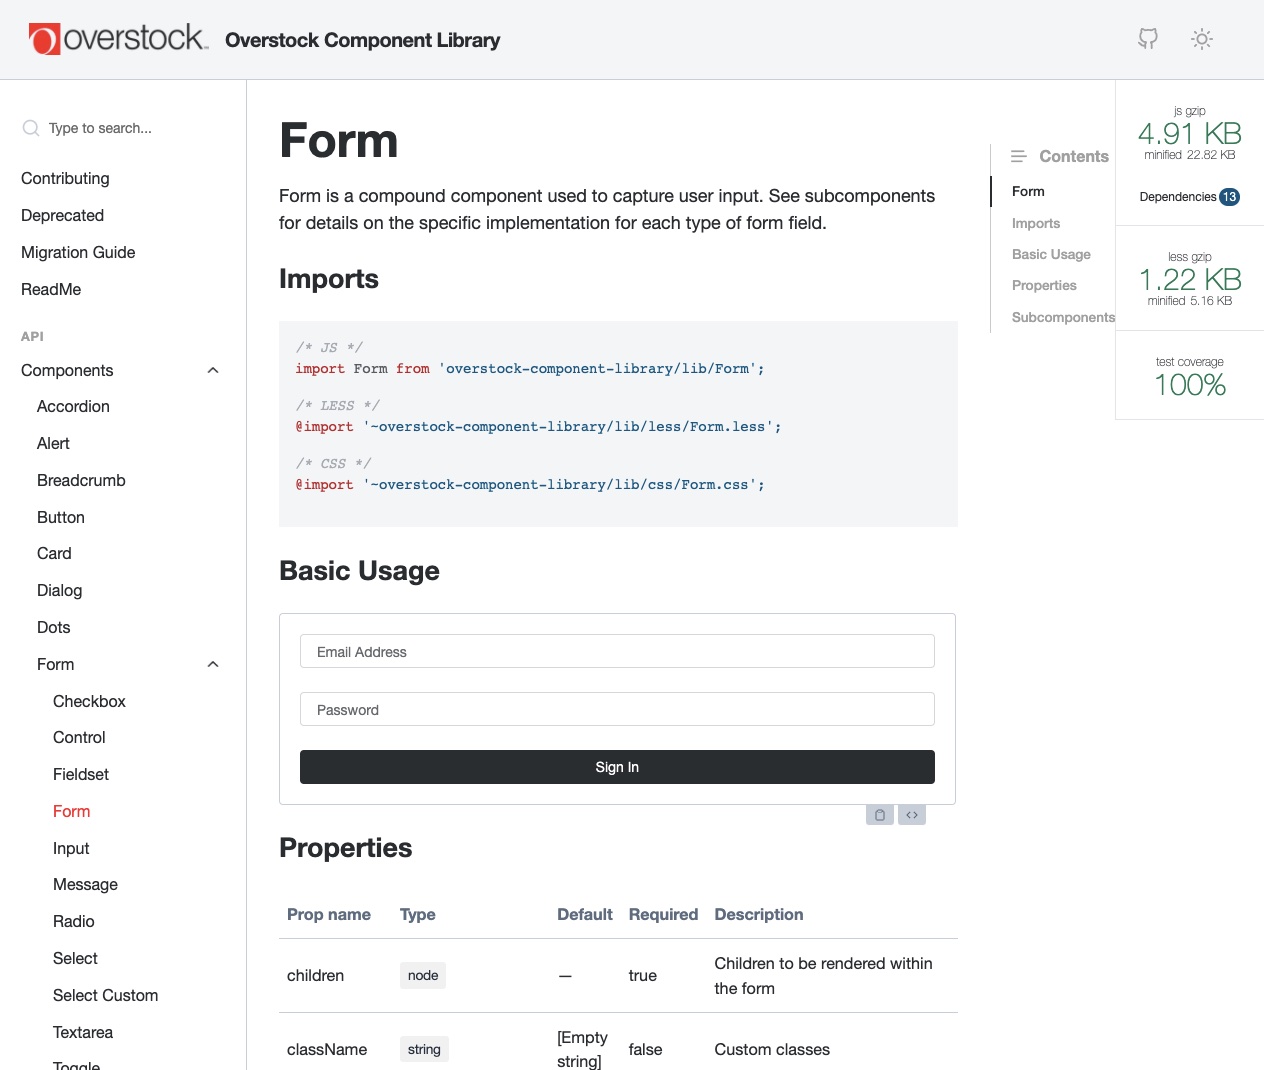 overstock. Overstock Component Library
Type to search...
Contributing
Deprecated
Migration Guide
ReadMe
API
Components
Accordion
Alert
Breadcrumb
Button
Card
Dialog
Dots
Form
Checkbox
Control
Fieldset
Form
Input
Message
Radio
Select
Select Custom
Textarea
Toggle
Form
Form is a compound component used to capture user input. See subcomponents
for details on the specific implementation for each type of form field.
Imports
/* JS */
import Form from 'overstock-component-library/lib/Form';
/* LESS */
@import '~overstock-component-library/lib/less/Form.less';
/* CSS */
@import '~overstock-component-library/lib/css/Form.css';
Basic Usage
Email Address
Password
Sign In
Properties
Prop name Type Default Required Description
children node — true Children to be rendered within
the form
className string [Empty
string] false Custom classes
Contents
Form
Imports
Basic Usage
Properties
Subcomponents
js gzip
4.91 KB
minified 22.82 KB
Dependencies 13
less gzip
1.22 KB
minified 5.16 KB
test coverage
100%